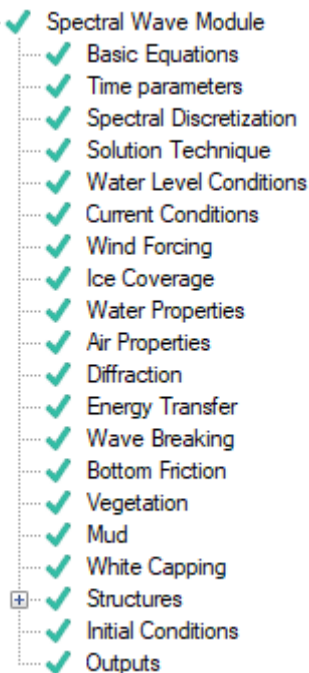 Spectral Wave Module
Basic Equations
Time parameters
Spectral Discretization
Solution Technique
Water Level Conditions
Current Conditions
Wind Forcing
Ice Coverage
Water Properties
Air Properties
Diffraction
Energy Transfer
Wave Breaking
Bottom Friction
Vegetation
Mud
White Capping
Structures
Initial Conditions
Outputs